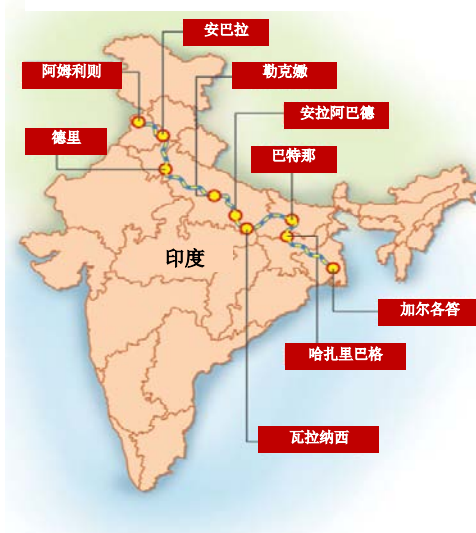 安巴拉
阿姆利则
勒克嫩
安拉阿巴德
德里
巴特那
印度
加尔各答
哈扎里巴格
瓦拉纳西